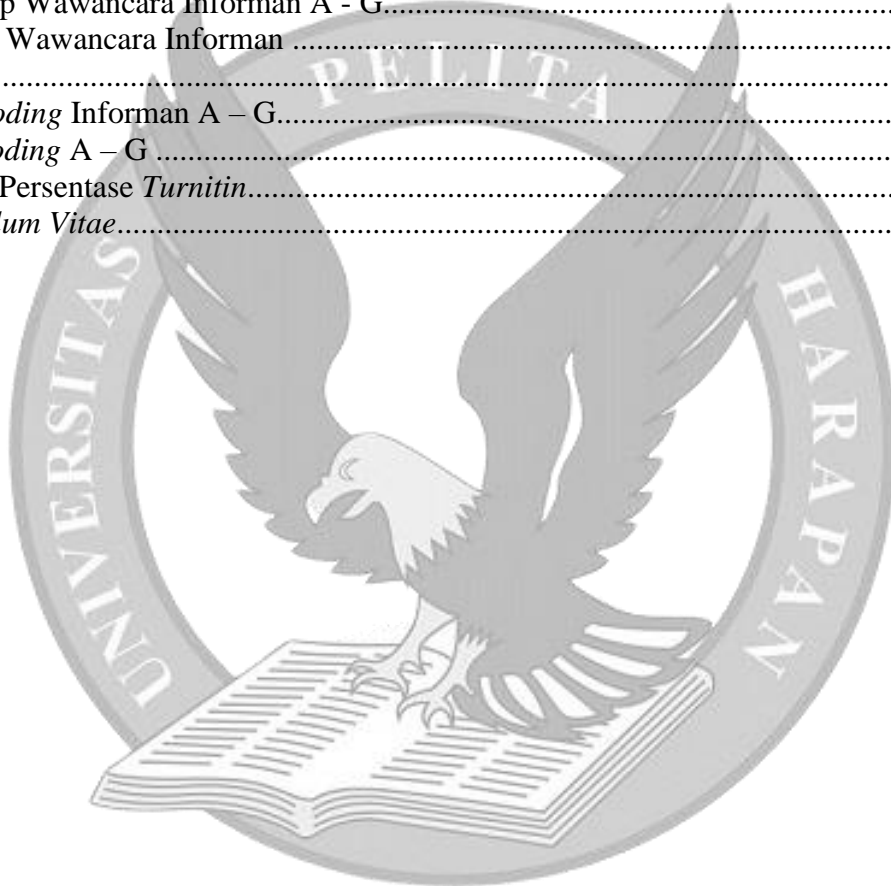 p Wawancara Informan A - G..........................................................................
Wawancara Informan ..........................................................................
..........................................................................
oding Informan A – G..........................................................................
oding A – G ..........................................................................
Persentase Turnitin..........................................................................
lum Vitae..........................................................................
UNIVERSITAS PELITA HARAPAN